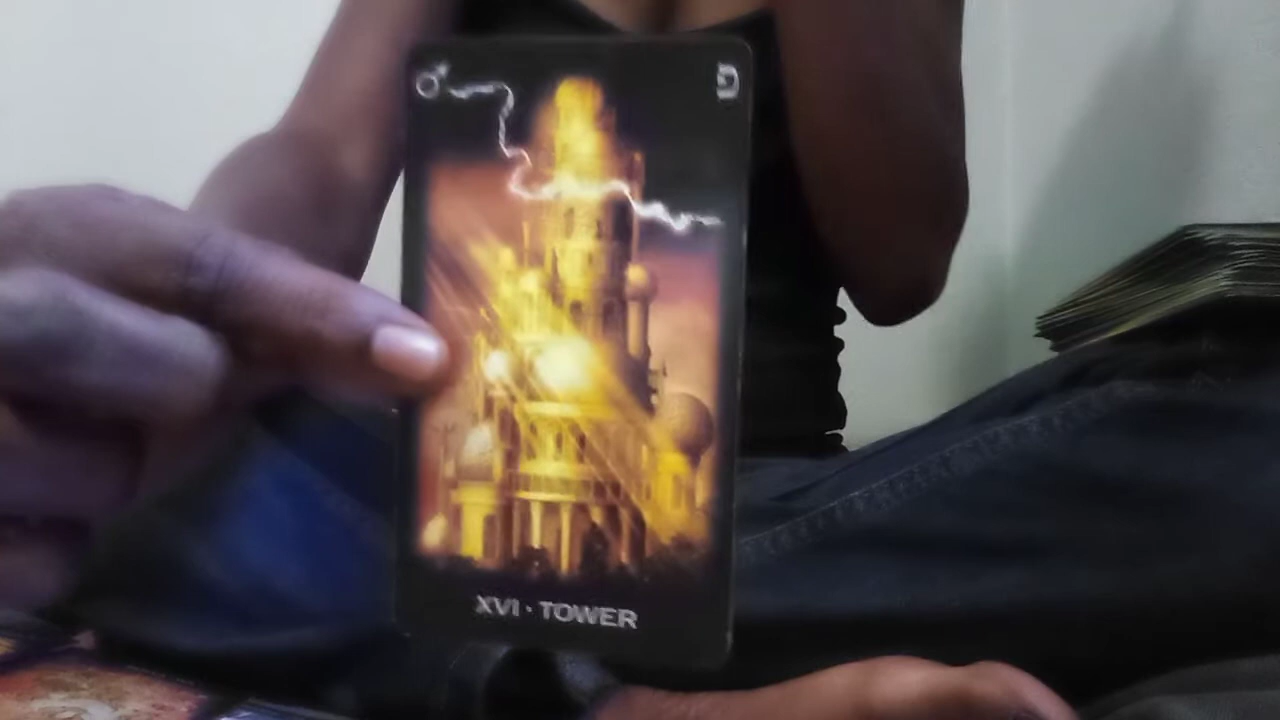 ♂ פ
XVI · TOWER